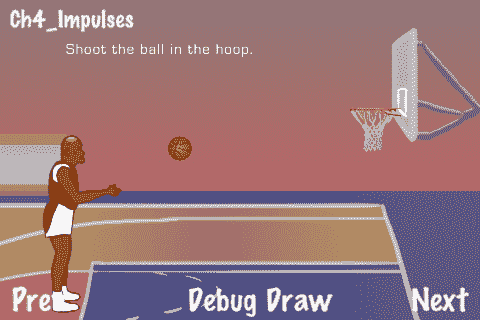 Ch4_Impulses
Shoot the ball in the hoop.
Debug Draw
Next